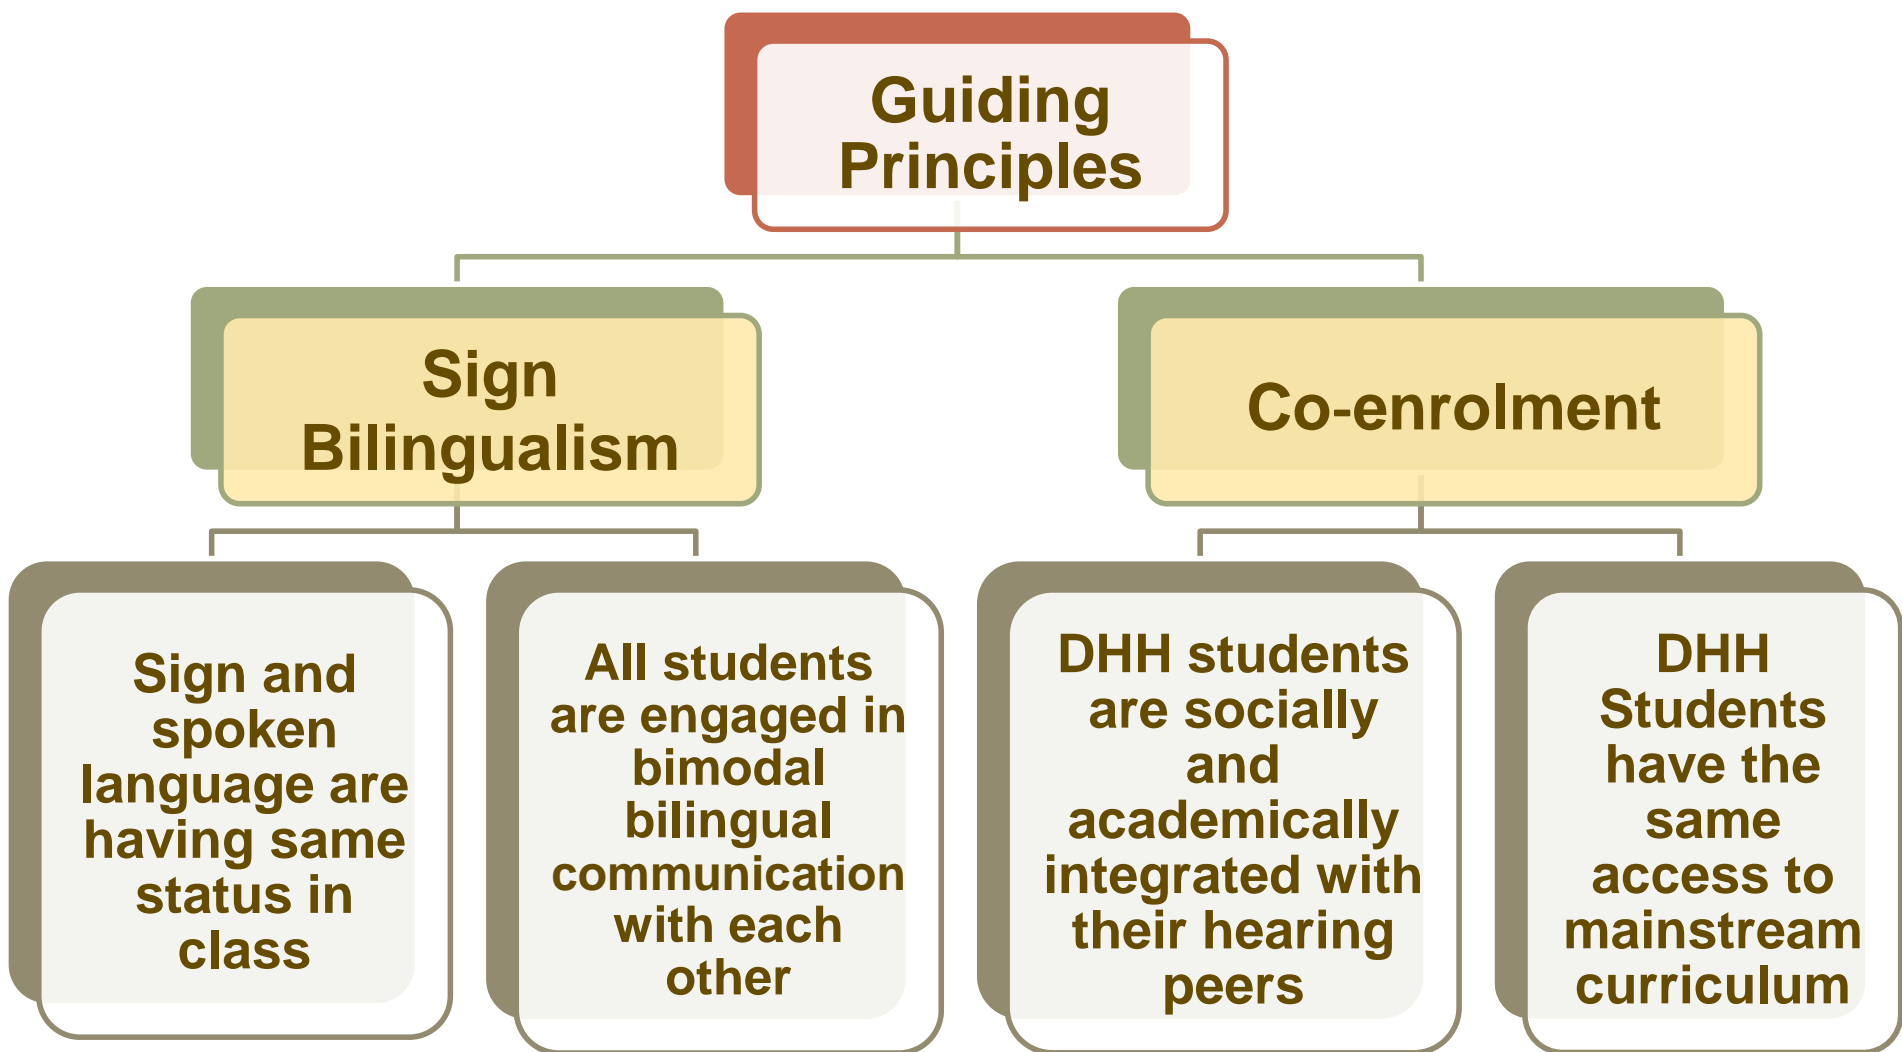 Guiding
Principles
Sign
Bilingualism
Co-enrolment
Sign and
spoken
language are
having same
status in
class
All students
are engaged in
bimodal
bilingual
communication
with each
other
DHH students
are socially
and
academically
integrated with
their hearing
peers
DHH
Students
have the
same
access to
mainstream
curriculum